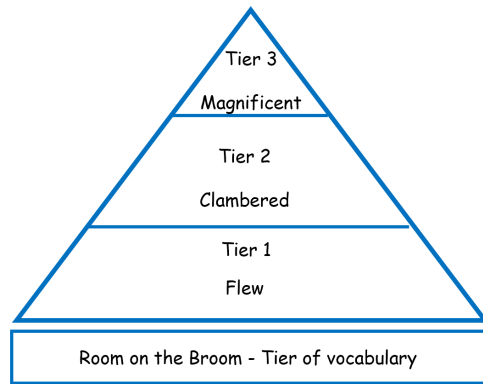 Tier 3
Magnificent
Tier 2
Clambered
Tier 1
Flew
Room on the Broom - Tier of vocabulary